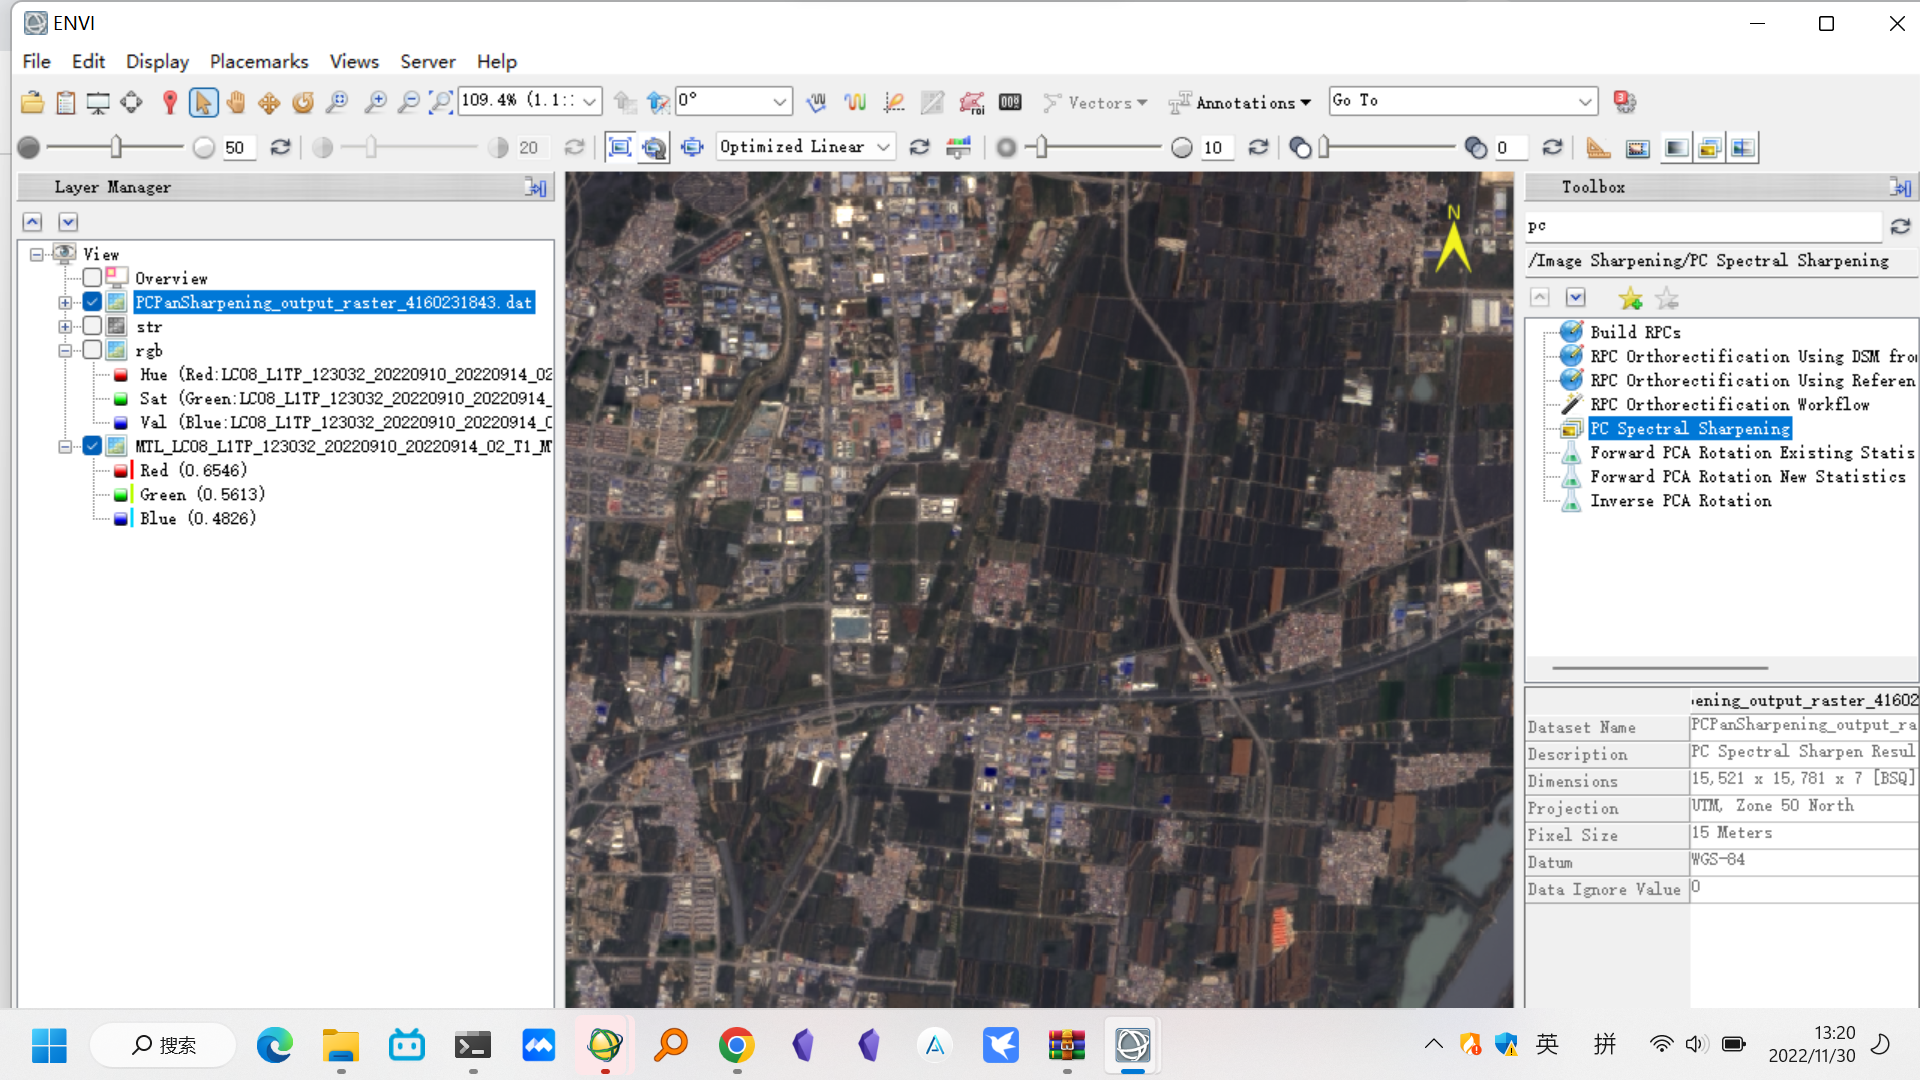 ENVI
File Edit Display Placemarks Views Server Help
109.4% (1.1:: 0° Vectors Annotations Go To
50 20 Optimized Linear 10 0
Layer Manager
View
Overview
PCPanSharpening_output_raster_4160231843.dat
str
rgb
Hue (Red:LC08_L1TP_123032_20220910_20220914_02
Sat (Green:LC08_L1TP_123032_20220910_20220914_
Val (Blue:LC08_L1TP_123032_20220910_20220914_0
MTL_LC08_L1TP_123032_20220910_20220914_02_T1_M
Red (0.6546)
Green (0.5613)
Blue (0.4826)
N
Toolbox
pc
/Image Sharpening/PC Spectral Sharpening
Build RPCs
RPC Orthorectification Using DSM fro
RPC Orthorectification Using Referen
RPC Orthorectification Workflow
PC Spectral Sharpening
Forward PCA Rotation Existing Statis
Forward PCA Rotation New Statistics
Inverse PCA Rotation
ening_output_raster_41602
Dataset Name PCPanSharpening_output_ra
Description PC Spectral Sharpen Resul
Dimensions 15,521 x 15,781 x 7 [BSQ]
Projection UTM, Zone 50 North
Pixel Size 15 Meters
Datum WGS-84
Data Ignore Value 0
搜索
英 拼
13:20
2022/11/30